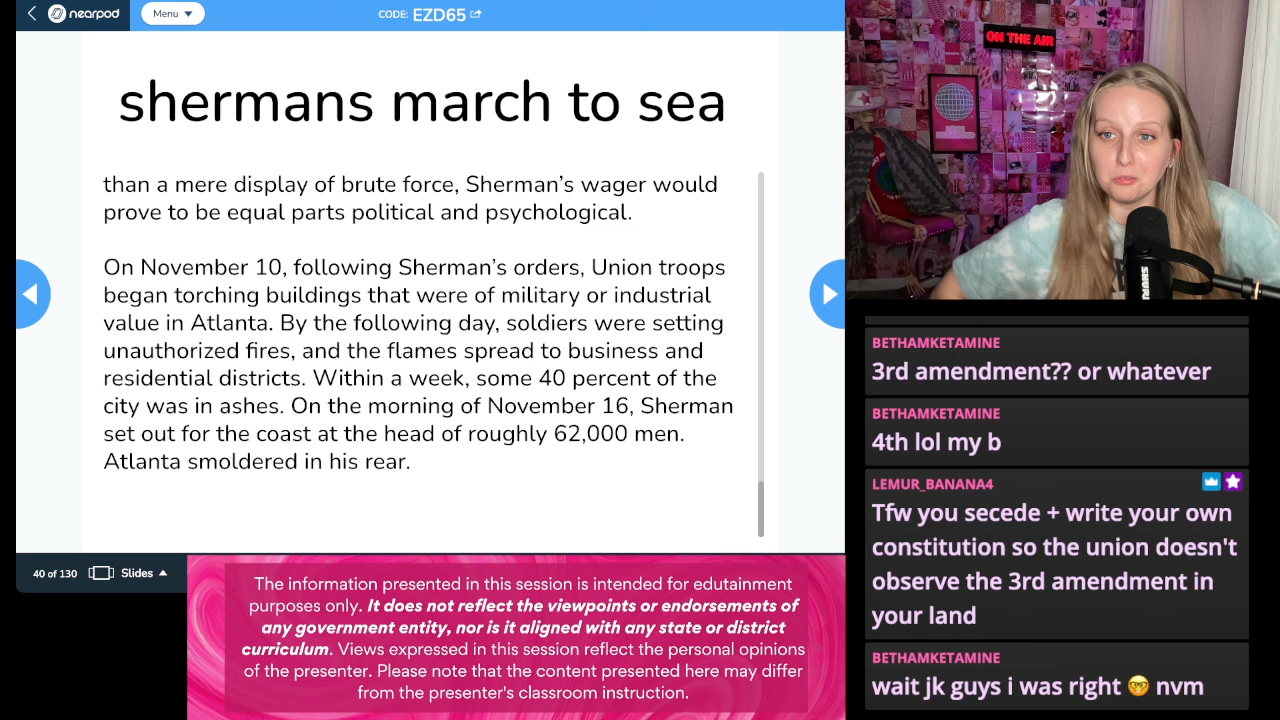 nearpod
Menu
CODE: EZD65
ON THE AIR
shermans march to sea
than a mere display of brute force, Sherman’s wager would
prove to be equal parts political and psychological.
On November 10, following Sherman’s orders, Union troops
began torching buildings that were of military or industrial
value in Atlanta. By the following day, soldiers were setting
unauthorized fires, and the flames spread to business and
residential districts. Within a week, some 40 percent of the
city was in ashes. On the morning of November 16, Sherman
set out for the coast at the head of roughly 62,000 men.
Atlanta smoldered in his rear.
40 of 130
Slides
The information presented in this session is intended for edutainment
purposes only. It does not reflect the viewpoints or endorsements of
any government entity, nor is it aligned with any state or district
curriculum. Views expressed in this session reflect the personal opinions
of the presenter. Please note that the content presented here may differ
from the presenter's classroom instruction.
SHURE
BETHAMKETAMINE
3rd amendment?? or whatever
BETHAMKETAMINE
4th lol my b
LEMUR_BANANA4
Tfw you secede + write your own
constitution so the union doesn't
observe the 3rd amendment in
your land
BETHAMKETAMINE
wait jk guys i was right 🤓 nvm